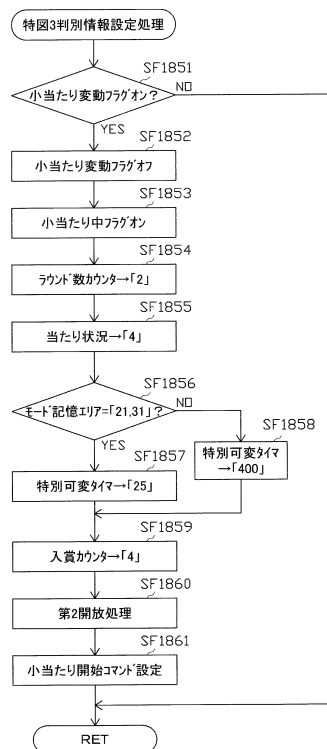 特図3判別情報設定処理
SF1851
小当たり変動フラグオン?
NO
YES
SF1852
小当たり変動フラグオフ
SF1853
小当たり中フラグオン
SF1854
ラウンド数カウンタ→「2」
SF1855
当たり状況→「4」
SF1856
モード記憶エリア=「21,31」?
NO
YES
SF1857
特別可変タイマ→「25」
SF1858
特別可変タイマ
→「400」
SF1859
入賞カウンタ→「4」
SF1860
第2開放処理
SF1861
小当たり開始コマンド設定
RET